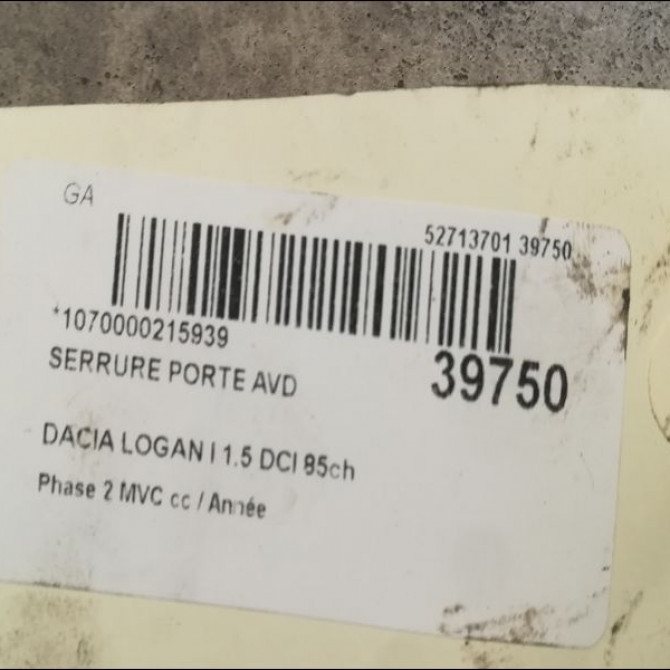 GA
52713701 39750
*1070000215939
39750
SERRURE PORTE AVD
DACIA LOGAN I 1.5 DCI 85ch
Phase 2 MVC cc / Année